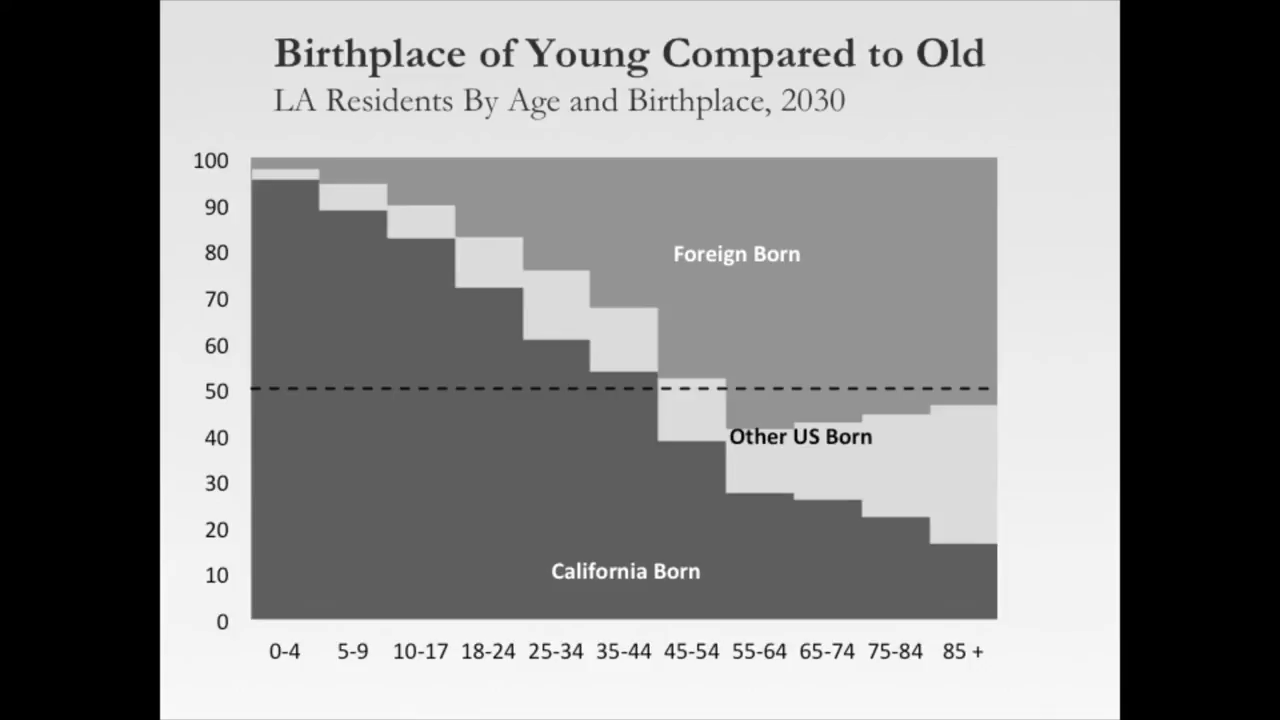 Birthplace of Young Compared to Old
LA Residents By Age and Birthplace, 2030
100
90
80
70
60
50
40
30
20
10
0
Foreign Born
Other US Born
California Born
0-4 5-9 10-17 18-24 25-34 35-44 45-54 55-64 65-74 75-84 85 +